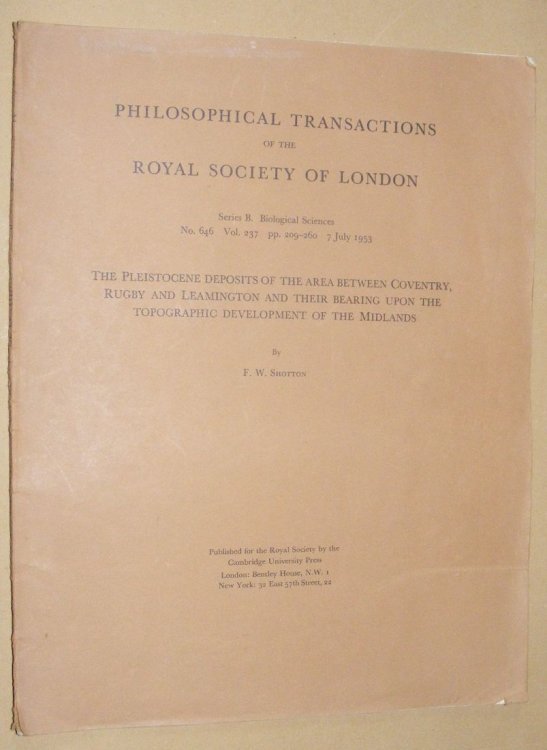 PHILOSOPHICAL TRANSACTIONS
OF THE
ROYAL SOCIETY OF LONDON
Series B. Biological Sciences
No. 646 Vol. 237 pp. 209–260 7 July 1953
THE PLEISTOCENE DEPOSITS OF THE AREA BETWEEN COVENTRY,
RUGBY AND LEAMINGTON AND THEIR BEARING UPON THE
TOPOGRAPHIC DEVELOPMENT OF THE MIDLANDS
By
F. W. SHOTTON
Published for the Royal Society by the
Cambridge University Press
London: Bentley House, N.W. 1
New York: 32 East 57th Street, 22